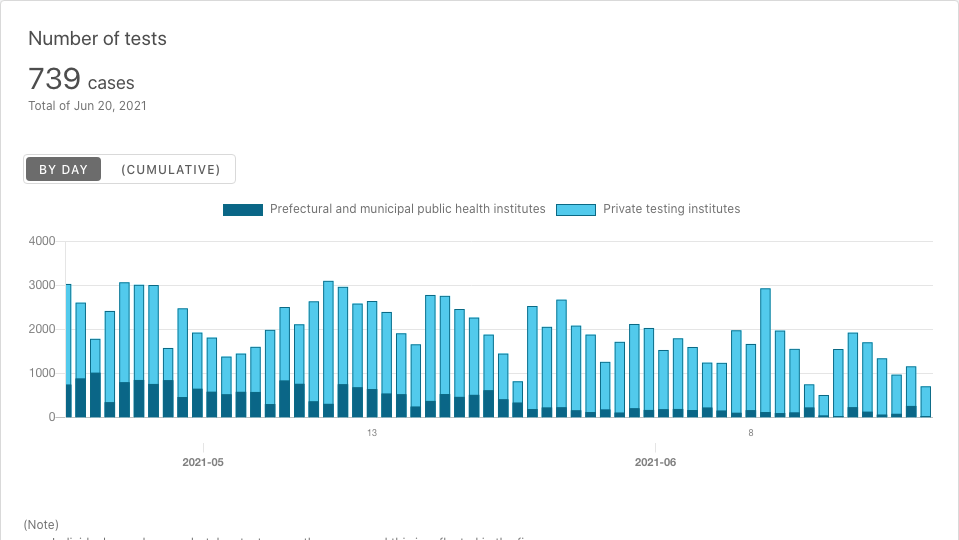 Number of tests
739 cases
Total of Jun 20, 2021
BY DAY (CUMULATIVE)
Prefectural and municipal public health institutes Private testing institutes
4000
3000
2000
1000
0
13 8
2021-05 2021-06
(Note)